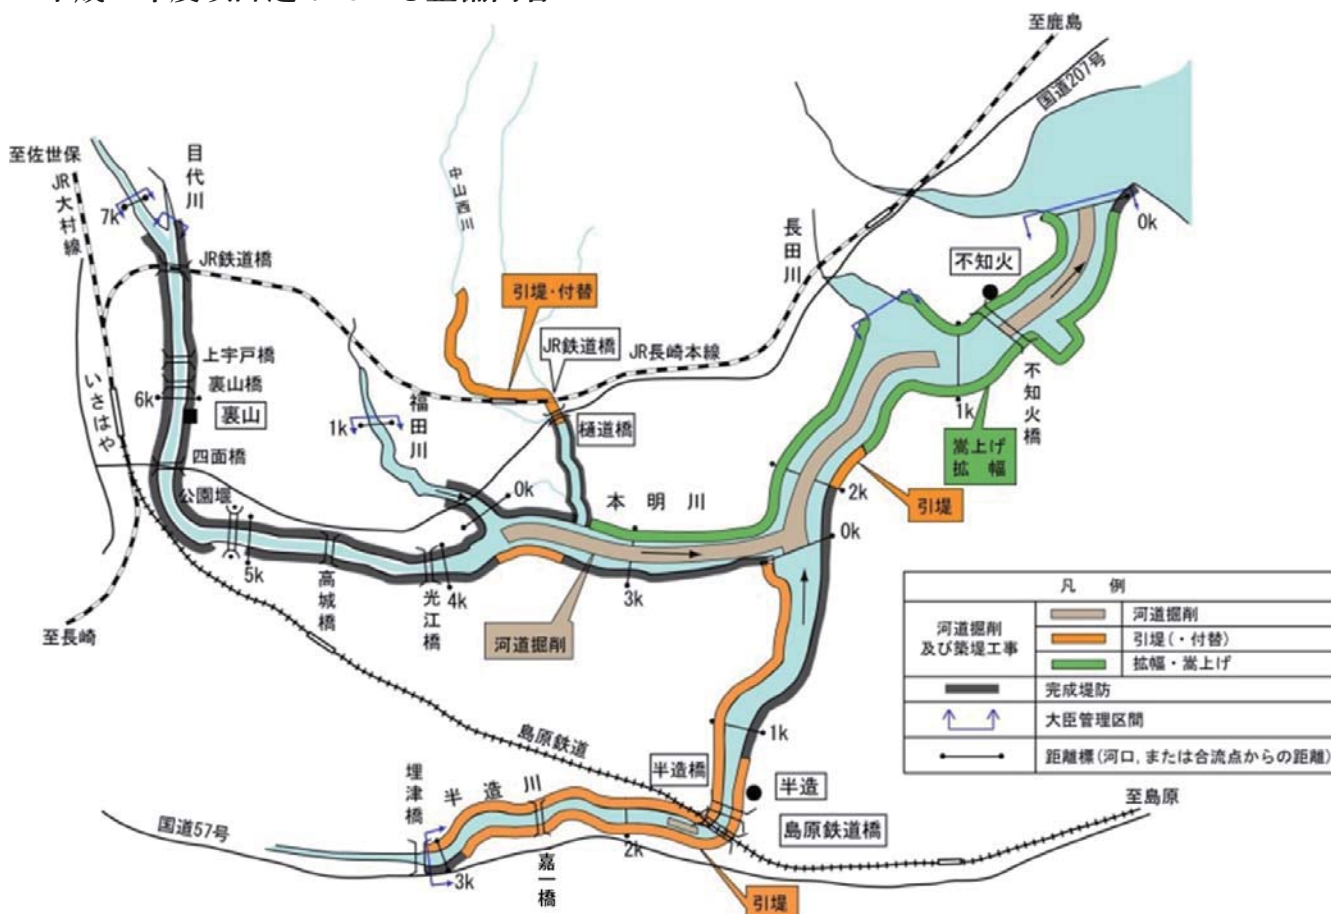 至鹿島
国道207号
至佐世保
JR大村線
目代川
7k
JR鉄道橋
中山西川
引堤・付替
JR鉄道橋
JR長崎本線
長田川
不知火
0k
上宇戸橋
裏山橋
6k
裏山
いさはや
四面橋
公園堰
福田川
1k
樋道橋
不知火橋
1k
嵩上げ
拡幅
引堤
2k
0k
本明川
0k
5k
高城橋
光江橋
4k
3k
河道掘削
至長崎
島原鉄道
1k
半造橋
半造
島原鉄道橋
至島原
埋津橋
半造川
国道57号
3k
嘉一橋
2k
引堤
凡例
河道掘削
及び築堤工事
河道掘削
引堤(・付替)
拡幅・嵩上げ
完成堤防
大臣管理区間
距離標(河口,または合流点からの距離)